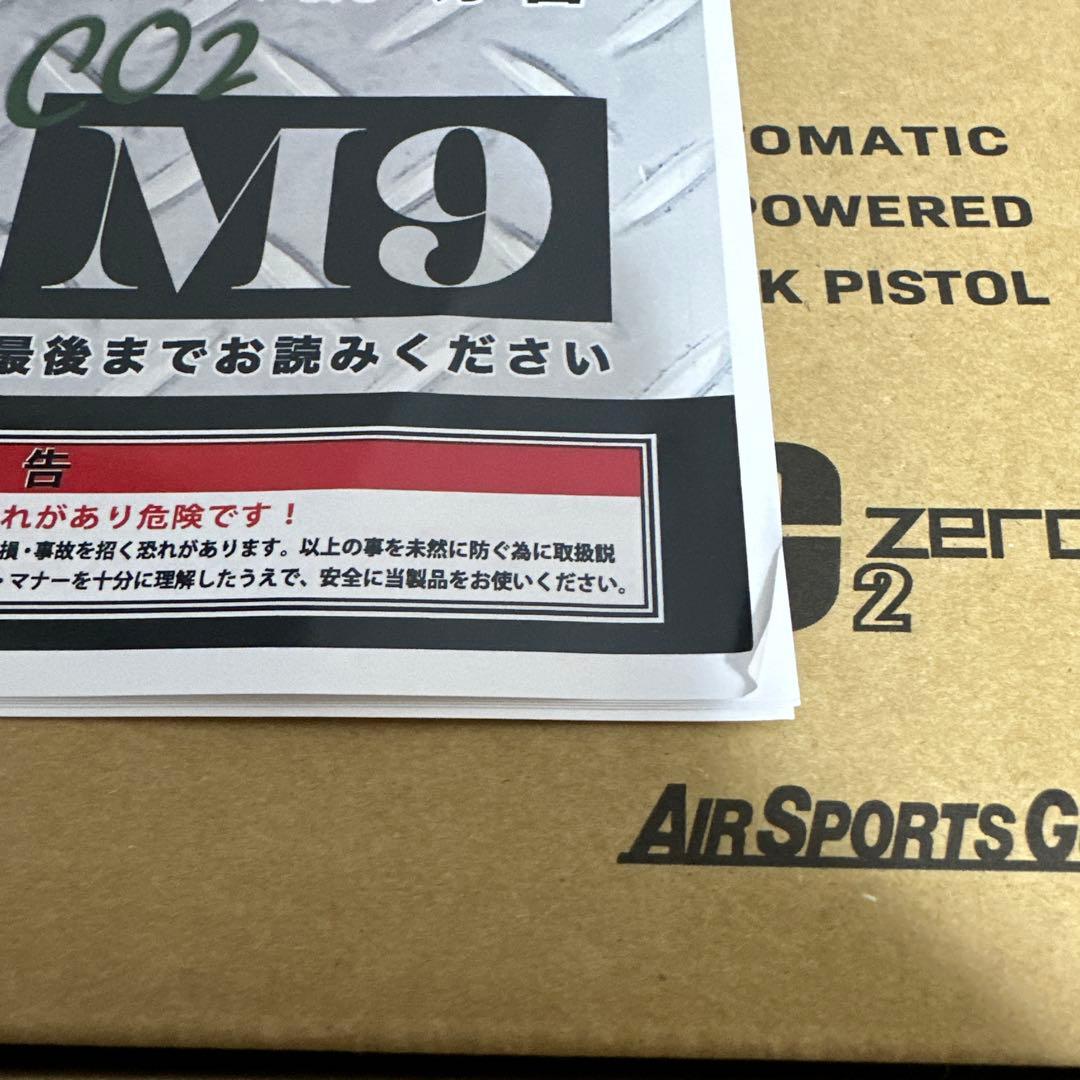 CO2
M9
最後までお読みください
告
れがあり危険です！
損・事故を招く恐れがあります。以上の事を未然に防ぐ為に取扱説
・マナーを十分に理解したうえで、安全に当製品をお使いください。
OMATIC
POWERED
K PISTOL
zero
2
AIR SPORTS G